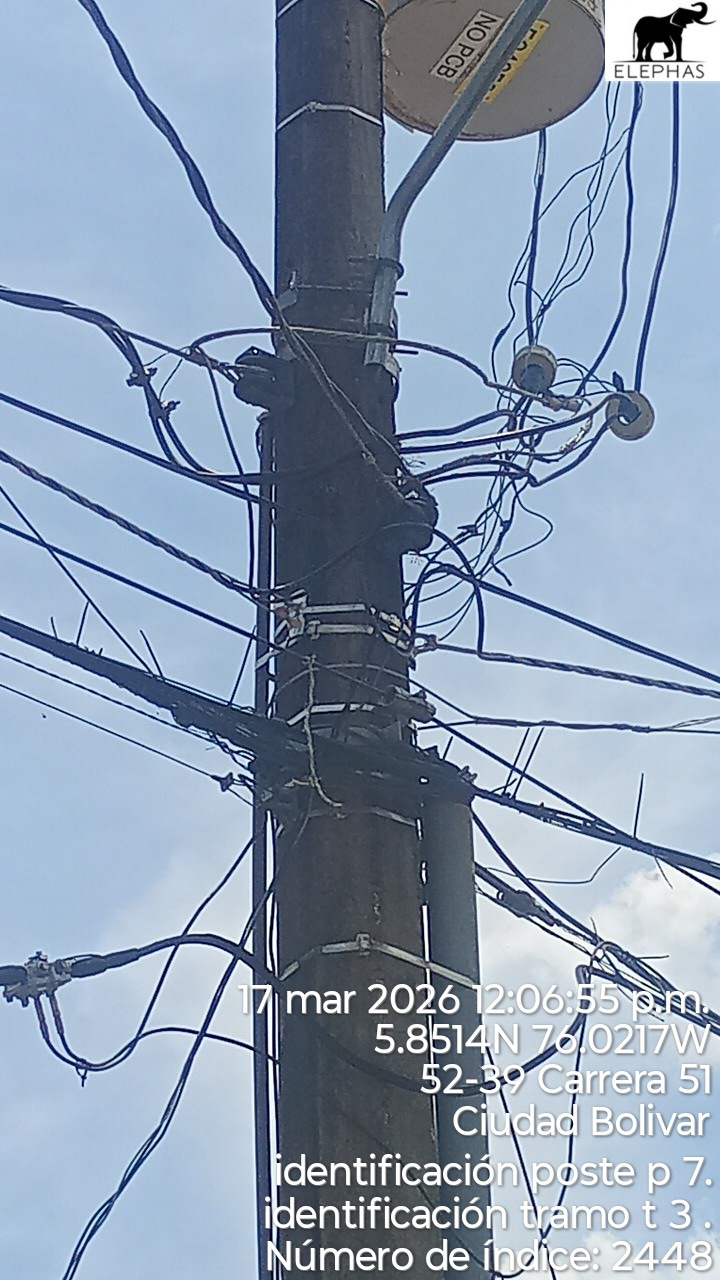 NO PCB
ELEPHAS
17 mar 2026 12:06:55 p.m.
5.8514N 76.0217W
52-39 Carrera 51
Ciudad Bolivar
identificación poste p 7.
identificación tramo t 3 .
Número de índice: 2448